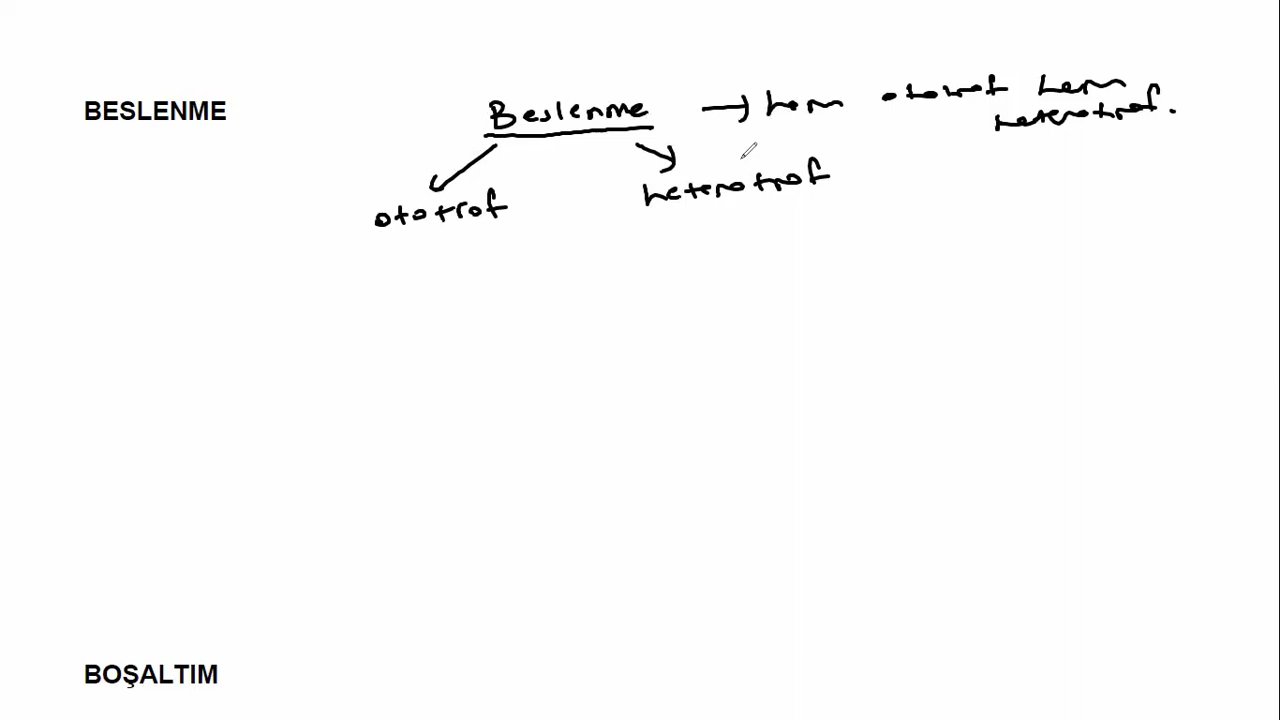 BESLENME
Beslenme → hem ototrof hem
heterotrof.
ototrof
heterotrof
BOŞALTIM